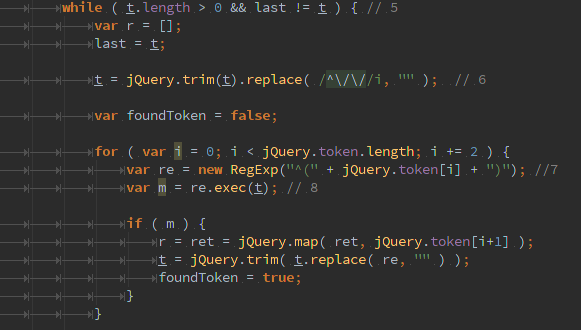 while ( t.length > 0 && last != t ) { // 5
var r = [];
last = t;
t = jQuery.trim(t).replace( /^\/\//i, "" ); // 6
var foundToken = false;
for ( var i = 0; i < jQuery.token.length; i += 2 ) {
var re = new RegExp("^(" + jQuery.token[i] + ")"); //7
var m = re.exec(t); // 8
if ( m ) {
r = ret = jQuery.map( ret, jQuery.token[i+1] );
t = jQuery.trim( t.replace( re, "" ) );
foundToken = true;
}
}